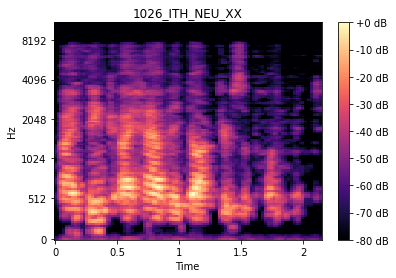 1026_ITH_NEU_XX
+0 dB
8192
-10 dB
4096
-20 dB
-30 dB
2048
Hz
-40 dB
1024
-50 dB
512
-60 dB
-70 dB
0
-80 dB
0
0.5
1
1.5
2
Time